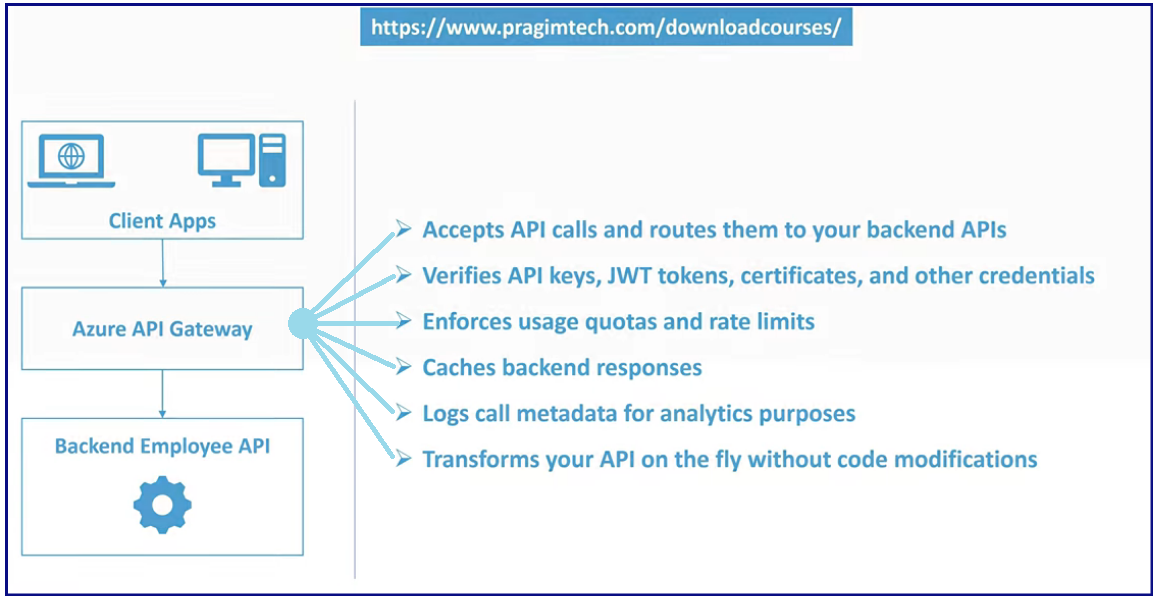 https://www.pragimtech.com/downloadcourses/
Client Apps
Azure API Gateway
Backend Employee API
Accepts API calls and routes them to your backend APIs
Verifies API keys, JWT tokens, certificates, and other credentials
Enforces usage quotas and rate limits
Caches backend responses
Logs call metadata for analytics purposes
Transforms your API on the fly without code modifications